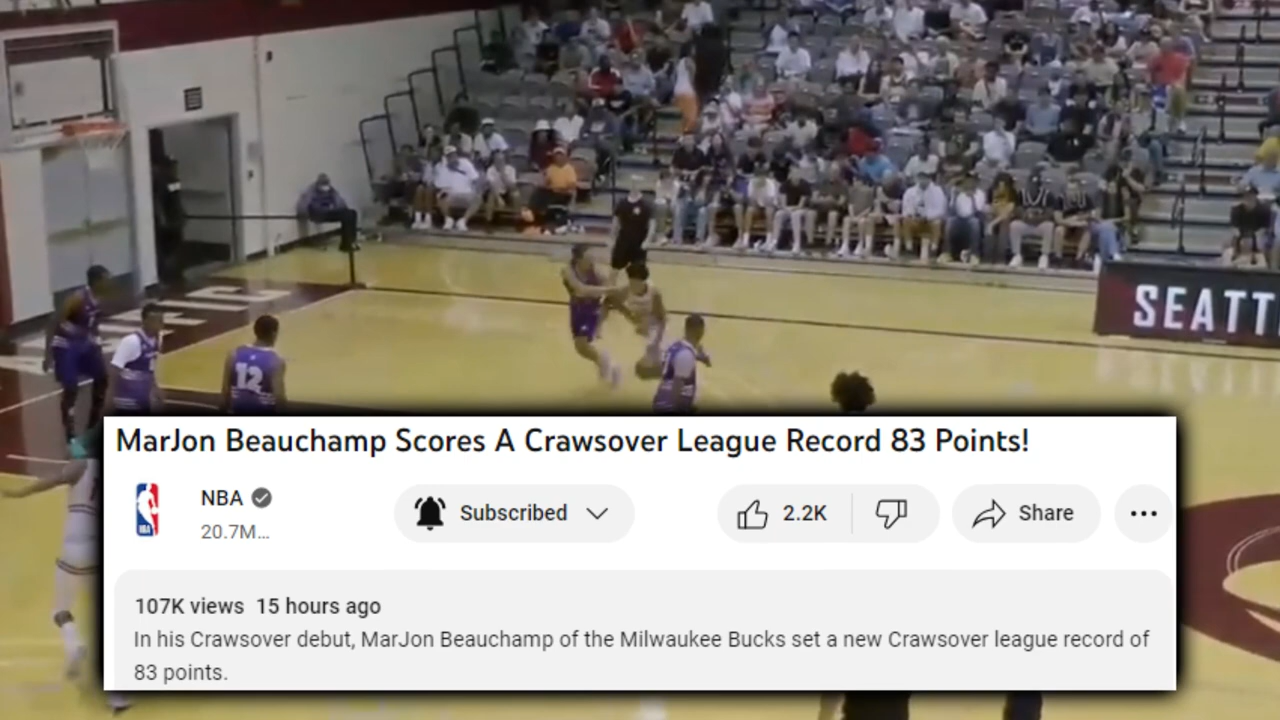 SEATT
12
MarJon Beauchamp Scores A Crawsover League Record 83 Points!
NBA
20.7M...
Subscribed
2.2K
Share
107K views 15 hours ago
In his Crawsover debut, MarJon Beauchamp of the Milwaukee Bucks set a new Crawsover league record of
83 points.